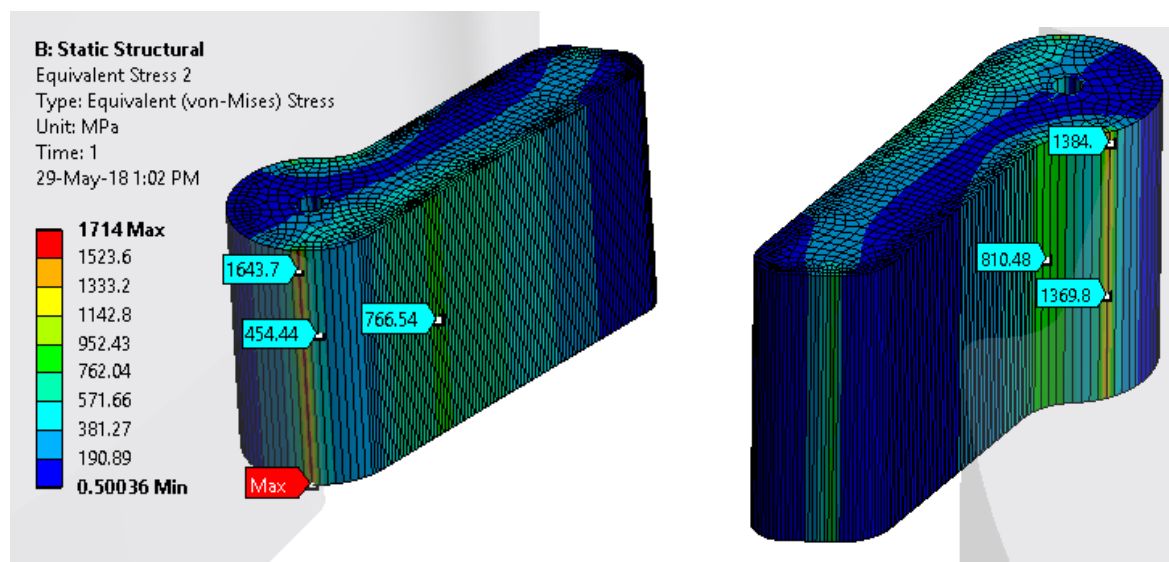 B: Static Structural
Equivalent Stress 2
Type: Equivalent (von-Mises) Stress
Unit: MPa
Time: 1
29-May-18 1:02 PM
1714 Max
1523.6
1333.2
1142.8
952.43
762.04
571.66
381.27
190.89
0.50036 Min
1643.7
454.44
766.54
Max
1384.
810.48
1369.8